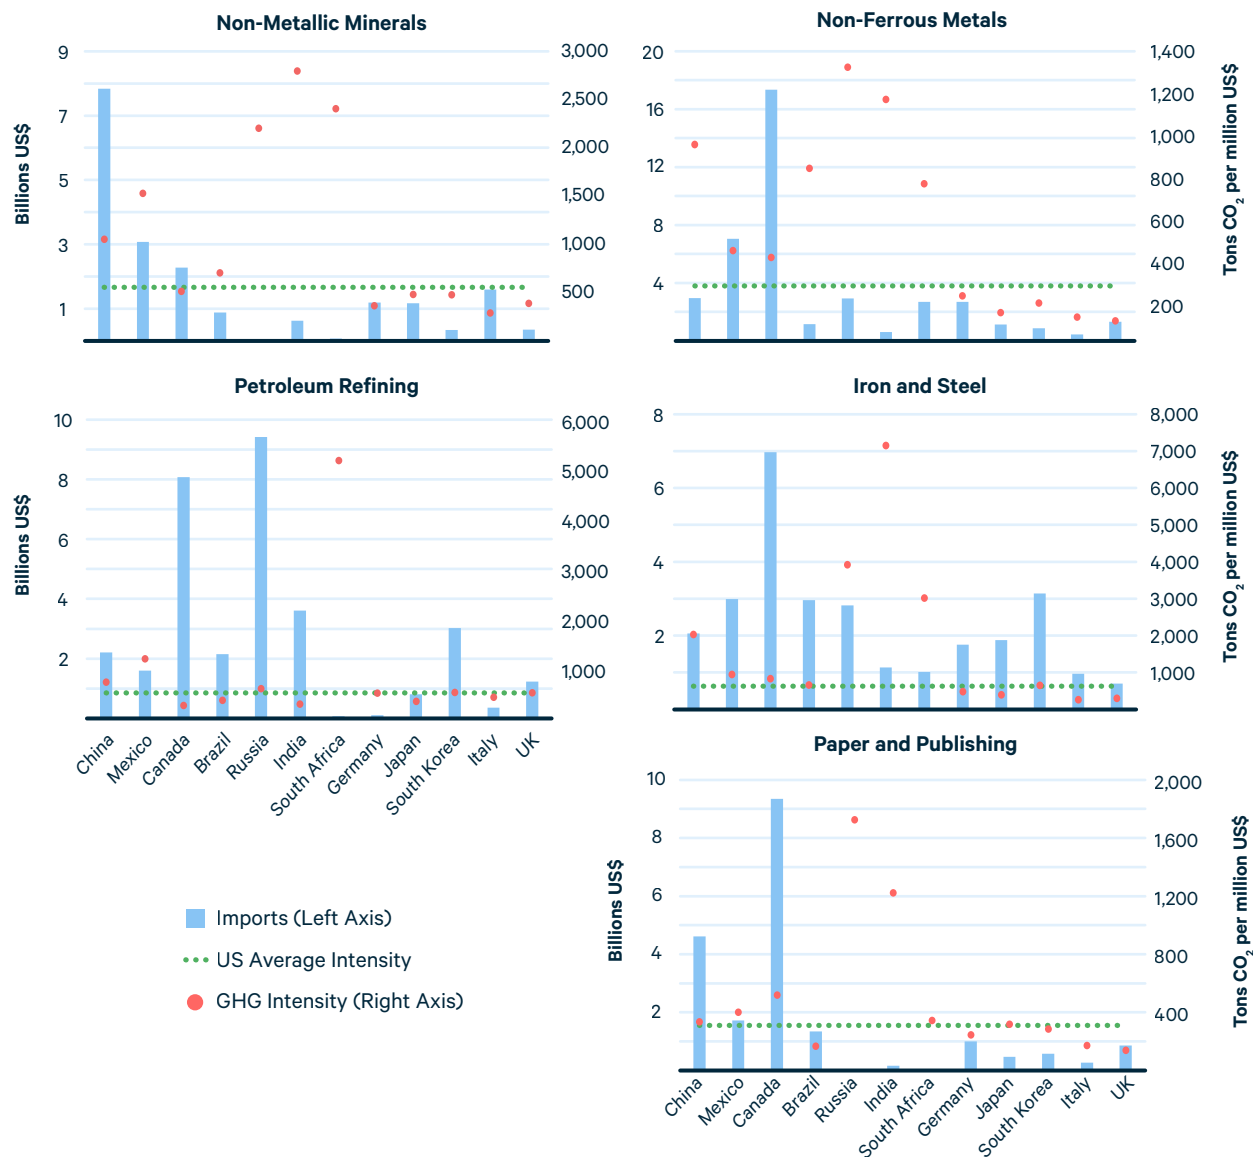 Non-Metallic Minerals
Billions US$
9
7
5
3
1
3,000
2,500
2,000
1,500
1,000
500
Non-Ferrous Metals
20
16
12
8
4
1,400
1,200
1,000
800
600
400
200
Tons CO2 per million US$
Petroleum Refining
Billions US$
10
8
6
4
2
6,000
5,000
4,000
3,000
2,000
1,000
China
Mexico
Canada
Brazil
Russia
India
South Africa
Germany
Japan
South Korea
Italy
UK
Iron and Steel
8
6
4
2
8,000
7,000
6,000
5,000
4,000
3,000
2,000
1,000
Tons CO2 per million US$
Paper and Publishing
Billions US$
10
8
6
4
2
2,000
1,600
1,200
800
400
Tons CO2 per million US$
China
Mexico
Canada
Brazil
Russia
India
South Africa
Germany
Japan
South Korea
Italy
UK
Imports (Left Axis)
US Average Intensity
GHG Intensity (Right Axis)